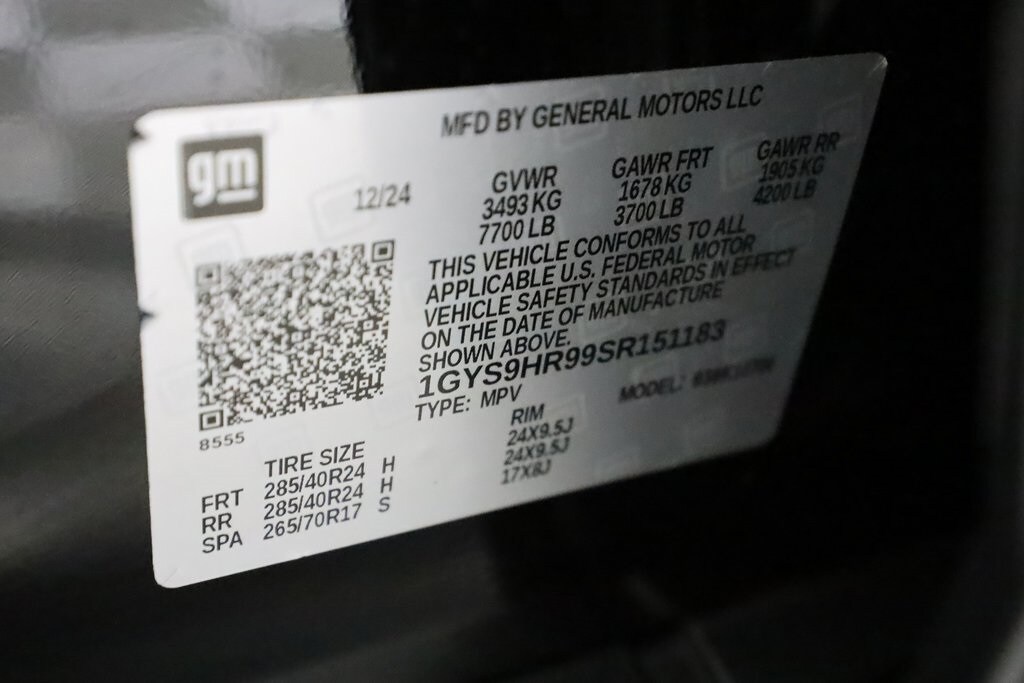 MFD BY GENERAL MOTORS LLC
gm
12/24
GVWR
3493 KG
7700 LB
GAWR FRT
1678 KG
3700 LB
GAWR RR
1905 KG
4200 LB
THIS VEHICLE CONFORMS TO ALL
APPLICABLE U.S. FEDERAL MOTOR
VEHICLE SAFETY STANDARDS IN EFFECT
ON THE DATE OF MANUFACTURE
SHOWN ABOVE.
1GYS9HR99SR151183
TYPE: MPV
MODEL:
8555
TIRE SIZE
RIM
FRT 285/40R24 H 24X9.5J
RR 285/40R24 H 24X9.5J
SPA 265/70R17 S 17X8J